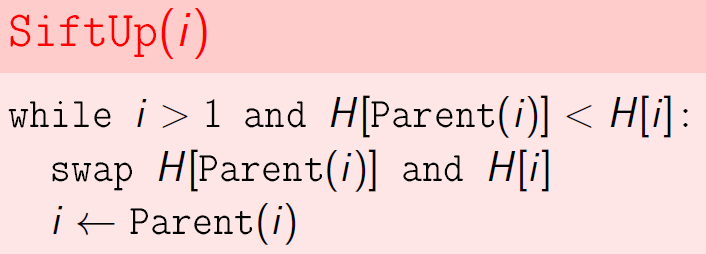 SiftUp(i)
while i > 1 and H[Parent(i)] < H[i]:
swap H[Parent(i)] and H[i]
i ← Parent(i)